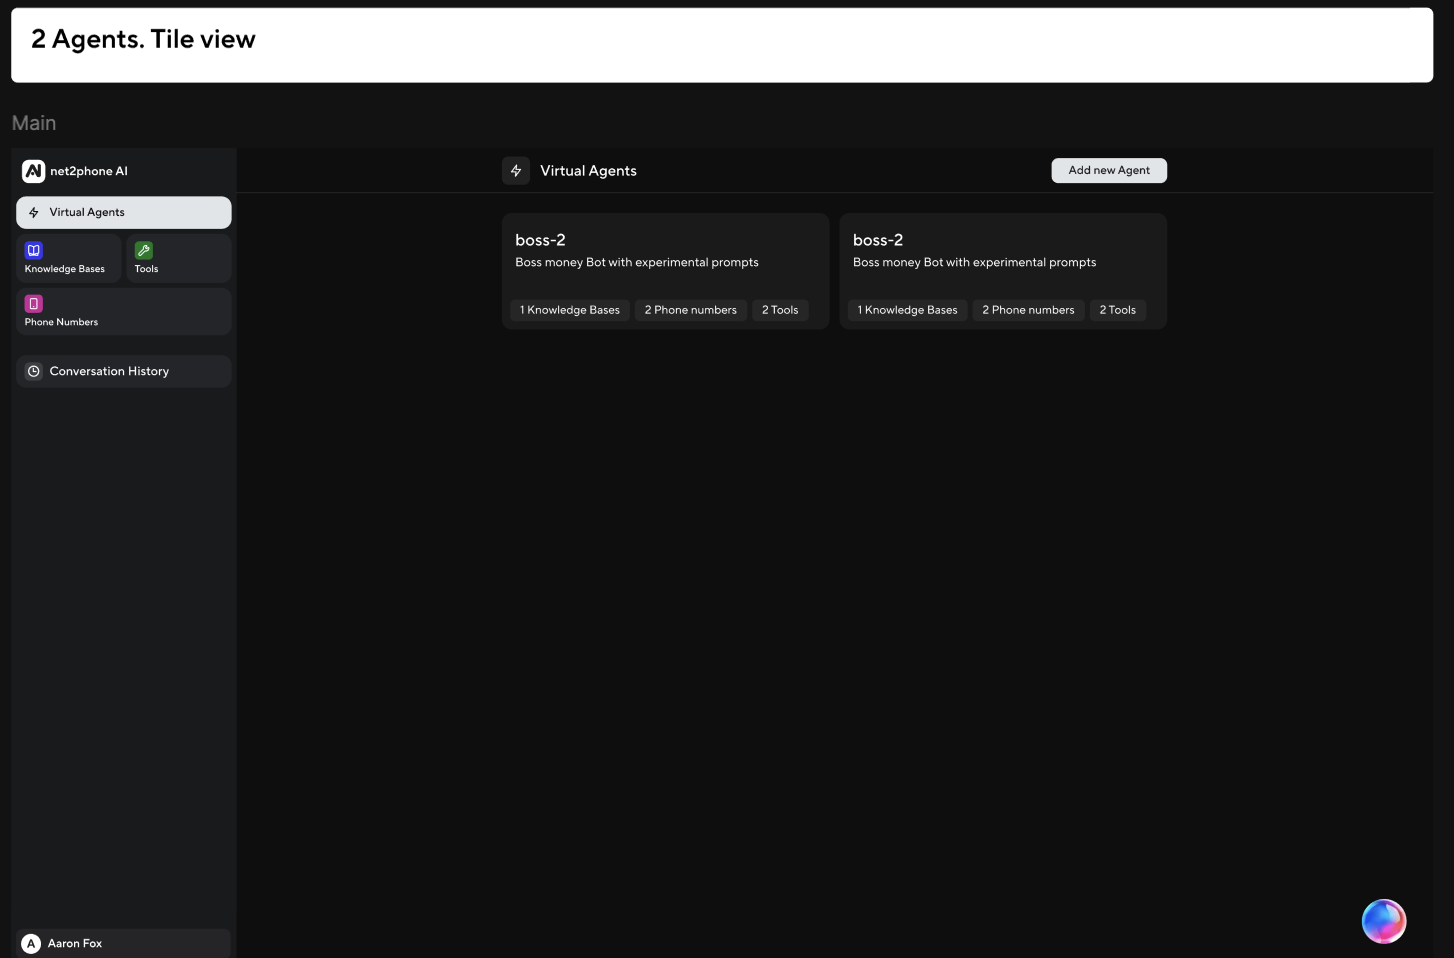 2 Agents. Tile view
Main
net2phone AI
Virtual Agents
Knowledge Bases
Tools
Phone Numbers
Conversation History
A
Aaron Fox
Virtual Agents
Add new Agent
boss-2
Boss money Bot with experimental prompts
1 Knowledge Bases
2 Phone numbers
2 Tools
boss-2
Boss money Bot with experimental prompts
1 Knowledge Bases
2 Phone numbers
2 Tools